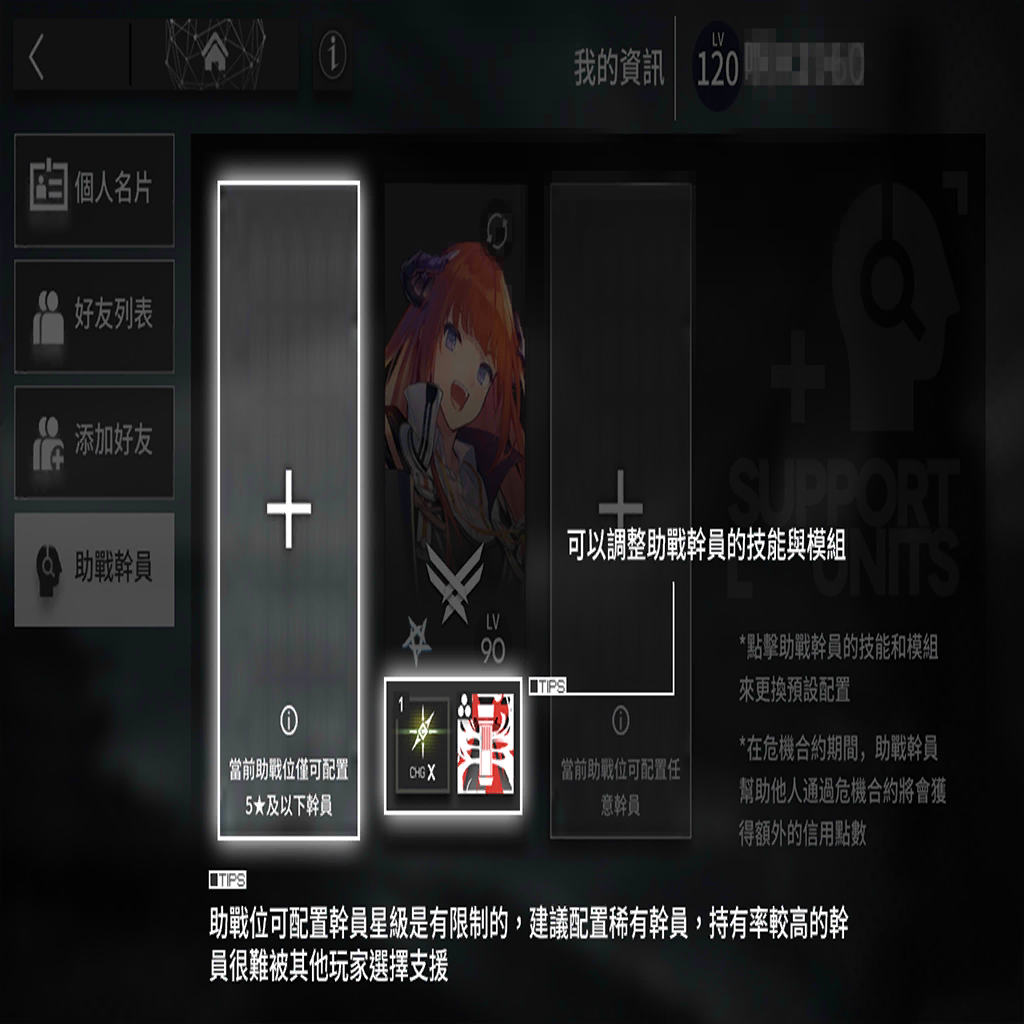 我的資訊
LV
120
個人名片
好友列表
添加好友
助戰幹員
當前助戰位僅可配置
5★及以下幹員
LV
90
1
CHG X
TIPS
可以調整助戰幹員的技能與模組
當前助戰位可配置任
意幹員
SUPPORT
UNITS
*點擊助戰幹員的技能和模組
來更換預設配置
*在危機合約期間，助戰幹員
幫助他人通過危機合約將會獲
得額外的信用點數
TIPS
助戰位可配置幹員星級是有限制的，建議配置稀有幹員，持有率較高的幹
員很難被其他玩家選擇支援